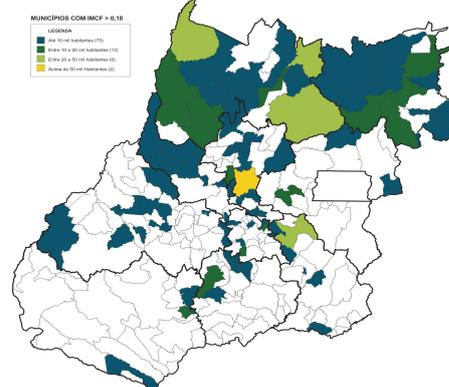 MUNICÍPIOS COM IMCF > 0,18
LEGENDA
Até 10 mil habitantes (75)
Entre 10 e 20 mil habitantes (13)
Entre 20 e 50 mil habitantes (6)
Acima de 50 mil Habitantes (2)